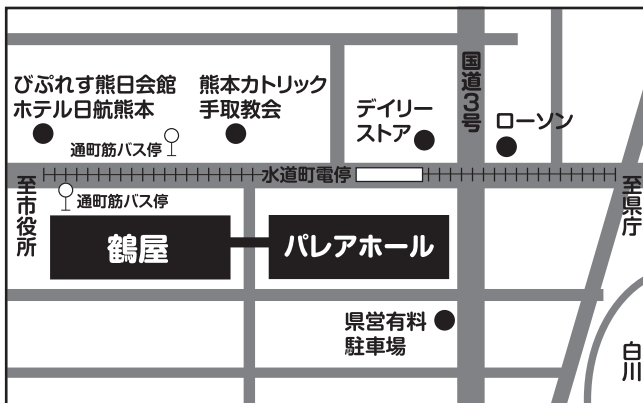 びぷれす熊日会館
ホテル日航熊本
熊本カトリック
手取教会
デイリー
ストア
国道3号
ローソン
通町筋バス停
水道町電停
至市役所
通町筋バス停
至県庁
鶴屋
パレアホール
県営有料
駐車場
白川